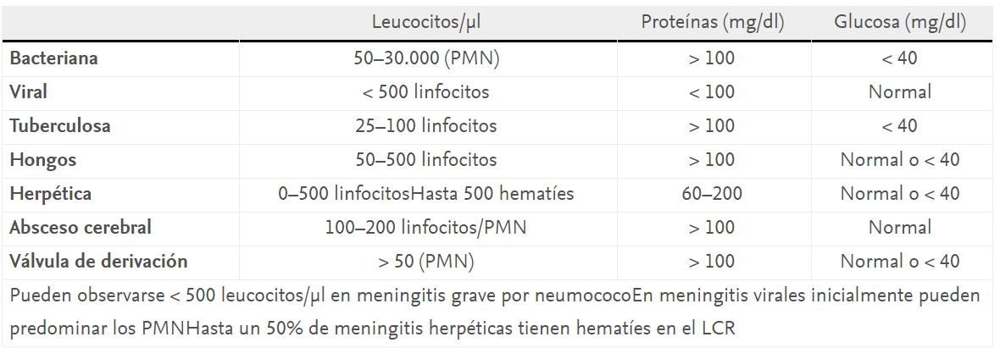 Leucocitos/µl Proteínas (mg/dl) Glucosa (mg/dl)
Bacteriana 50–30.000 (PMN) > 100 < 40
Viral < 500 linfocitos < 100 Normal
Tuberculosa 25–100 linfocitos > 100 < 40
Hongos 50–500 linfocitos > 100 Normal o < 40
Herpética 0–500 linfocitosHasta 500 hematíes 60–200 Normal o < 40
Absceso cerebral 100–200 linfocitos/PMN > 100 Normal
Válvula de derivación > 50 (PMN) > 100 Normal o < 40
Pueden observarse < 500 leucocitos/µl en meningitis grave por neumococoEn meningitis virales inicialmente pueden
predominar los PMNHasta un 50% de meningitis herpéticas tienen hematíes en el LCR